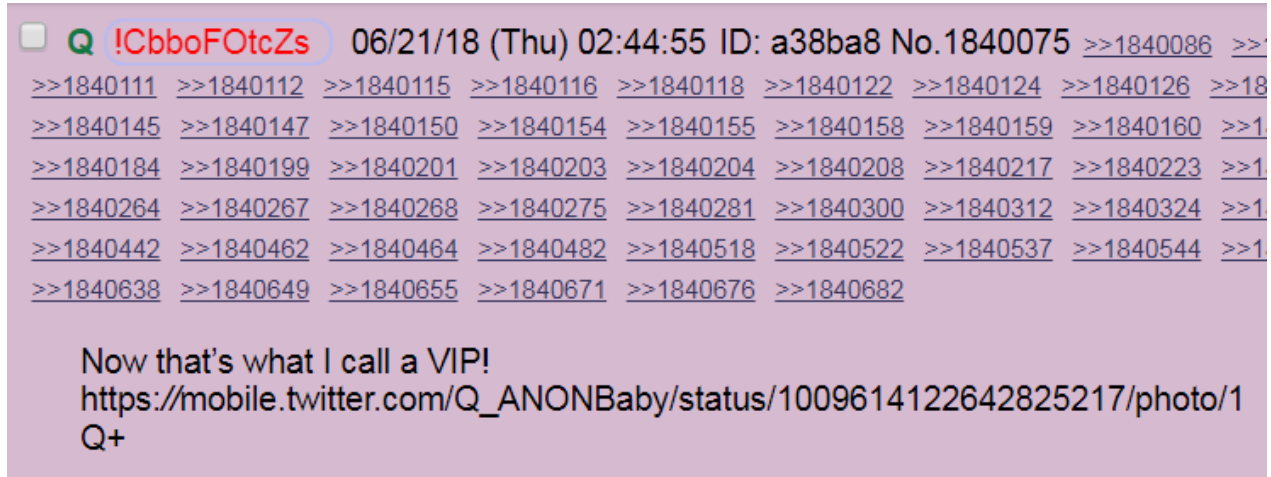 Q !CbboFOtcZs 06/21/18 (Thu) 02:44:55 ID: a38ba8 No.1840075 >>1840086
>>1840111 >>1840112 >>1840115 >>1840116 >>1840118 >>1840122 >>1840124 >>1840126
>>1840145 >>1840147 >>1840150 >>1840154 >>1840155 >>1840158 >>1840159 >>1840160
>>1840184 >>1840199 >>1840201 >>1840203 >>1840204 >>1840208 >>1840217 >>1840223
>>1840264 >>1840267 >>1840268 >>1840275 >>1840281 >>1840300 >>1840312 >>1840324
>>1840442 >>1840462 >>1840464 >>1840482 >>1840518 >>1840522 >>1840537 >>1840544
>>1840638 >>1840649 >>1840655 >>1840671 >>1840676 >>1840682
Now that's what I call a VIP!
https://mobile.twitter.com/Q_ANONBaby/status/1009614122642825217/photo/1
Q+